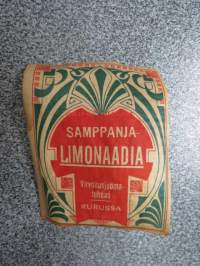 SAMPPANJA-
LIMONAADIA
Virvoitusjuoma-
tehdas
KURUSSA